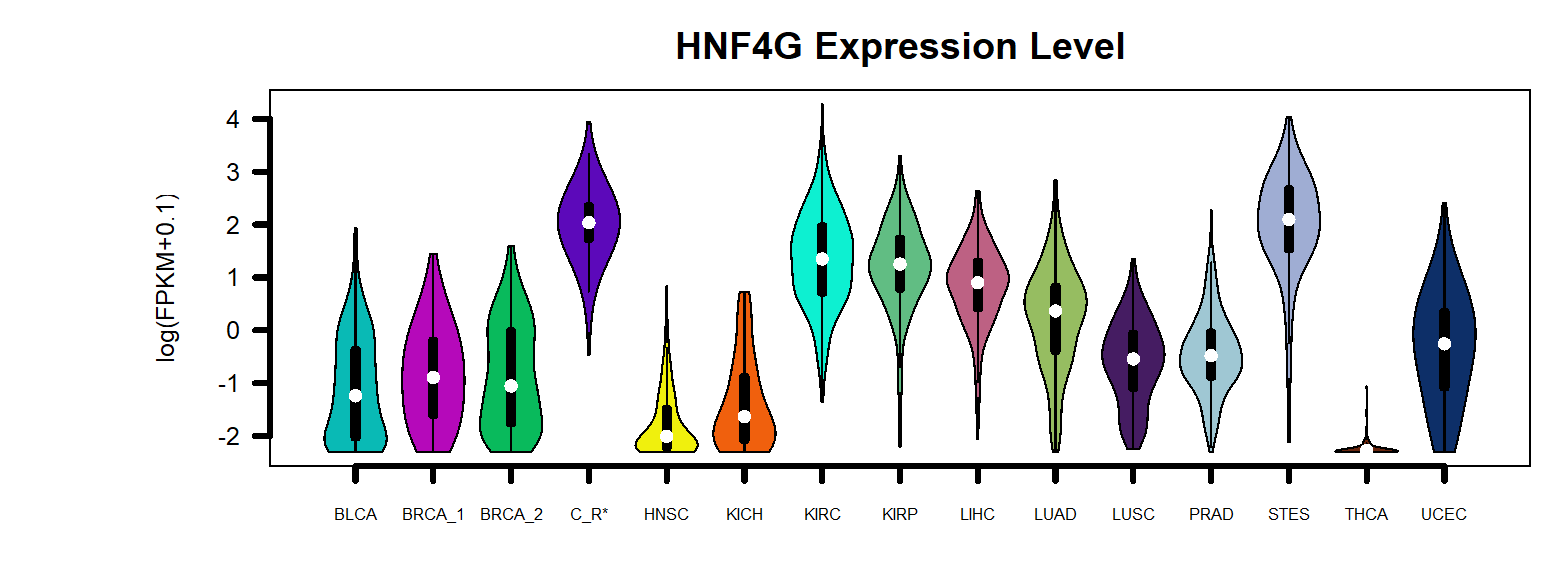 HNF4G Expression Level
log(FPKM+0.1)
4
3
2
1
0
-1
-2
BLCA BRCA_1 BRCA_2 C_R* HNSC KICH KIRC KIRP LIHC LUAD LUSC PRAD STES THCA UCEC